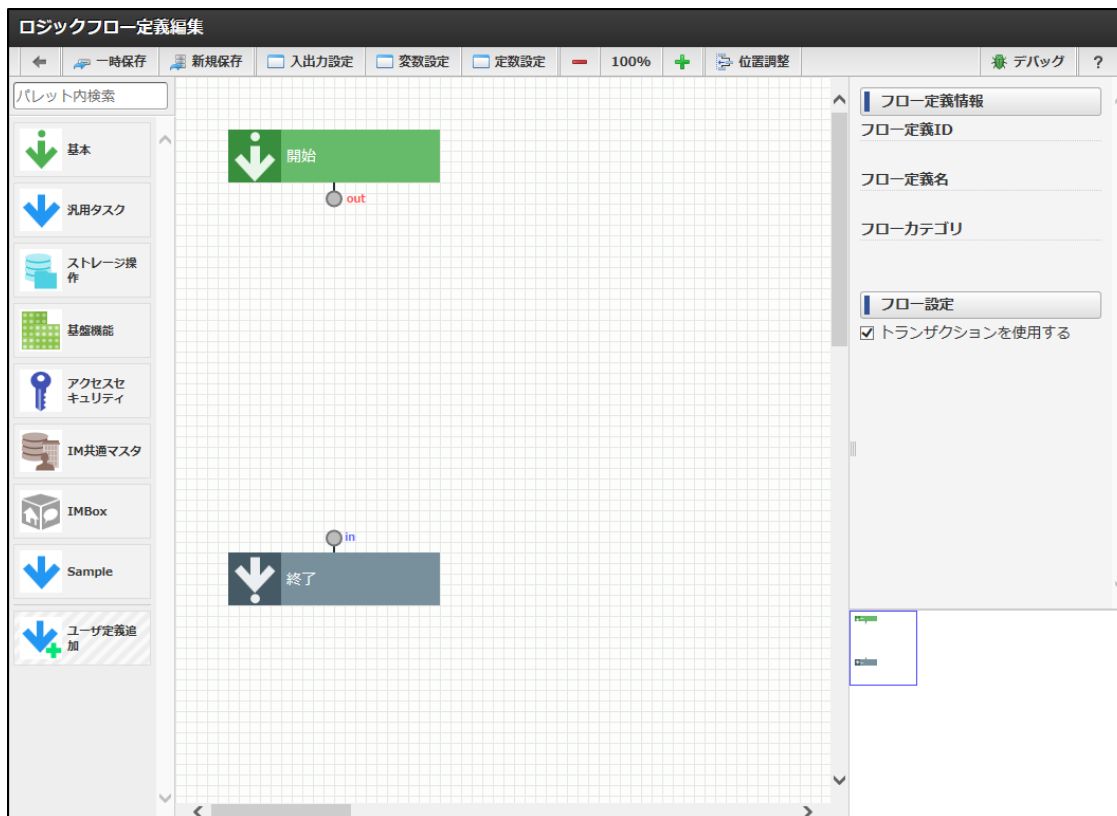 ロジックフロー定義編集
一時保存 新規保存 入出力設定 変数設定 定数設定 100% 位置調整 デバッグ ?
パレット内検索
基本
汎用タスク
ストレージ操
作
基盤機能
アクセスセ
キュリティ
IM共通マスタ
IMBox
Sample
ユーザ定義追
加
開始
out
in
終了
フロー定義情報
フロー定義ID
フロー定義名
フローカテゴリ
フロー設定
トランザクションを使用する